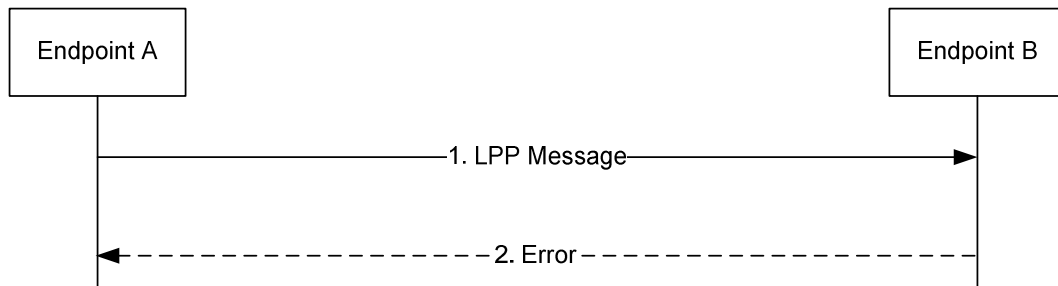 Endpoint A
Endpoint B
1. LPP Message
2. Error